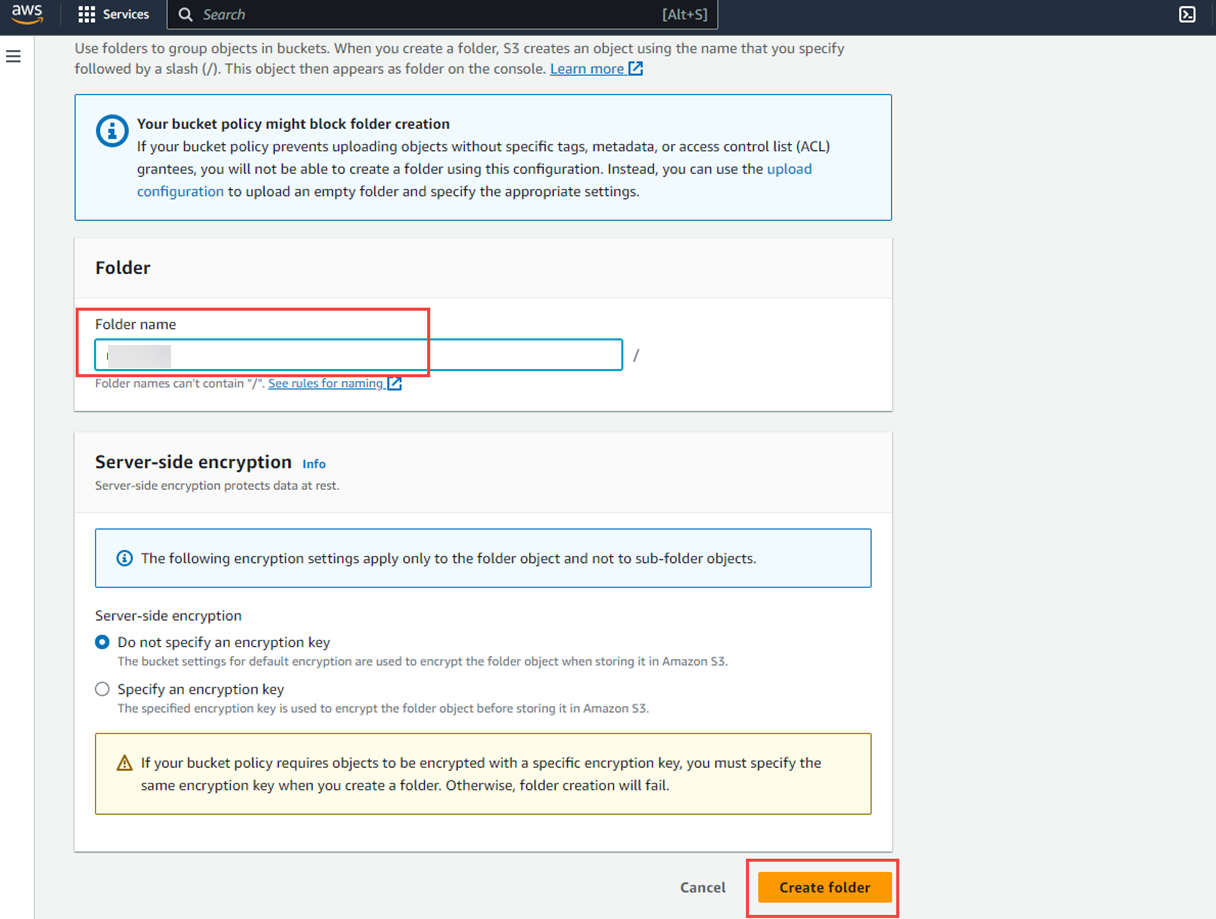 aws Services Search [Alt+S]
Use folders to group objects in buckets. When you create a folder, S3 creates an object using the name that you specify
followed by a slash (/). This object then appears as folder on the console. Learn more
Your bucket policy might block folder creation
If your bucket policy prevents uploading objects without specific tags, metadata, or access control list (ACL)
grantees, you will not be able to create a folder using this configuration. Instead, you can use the upload
configuration to upload an empty folder and specify the appropriate settings.
Folder
Folder name
/
Folder names can't contain "/". See rules for naming
Server-side encryption Info
Server-side encryption protects data at rest.
The following encryption settings apply only to the folder object and not to sub-folder objects.
Server-side encryption
Do not specify an encryption key
The bucket settings for default encryption are used to encrypt the folder object when storing it in Amazon S3.
Specify an encryption key
The specified encryption key is used to encrypt the folder object before storing it in Amazon S3.
If your bucket policy requires objects to be encrypted with a specific encryption key, you must specify the
same encryption key when you create a folder. Otherwise, folder creation will fail.
Cancel Create folder